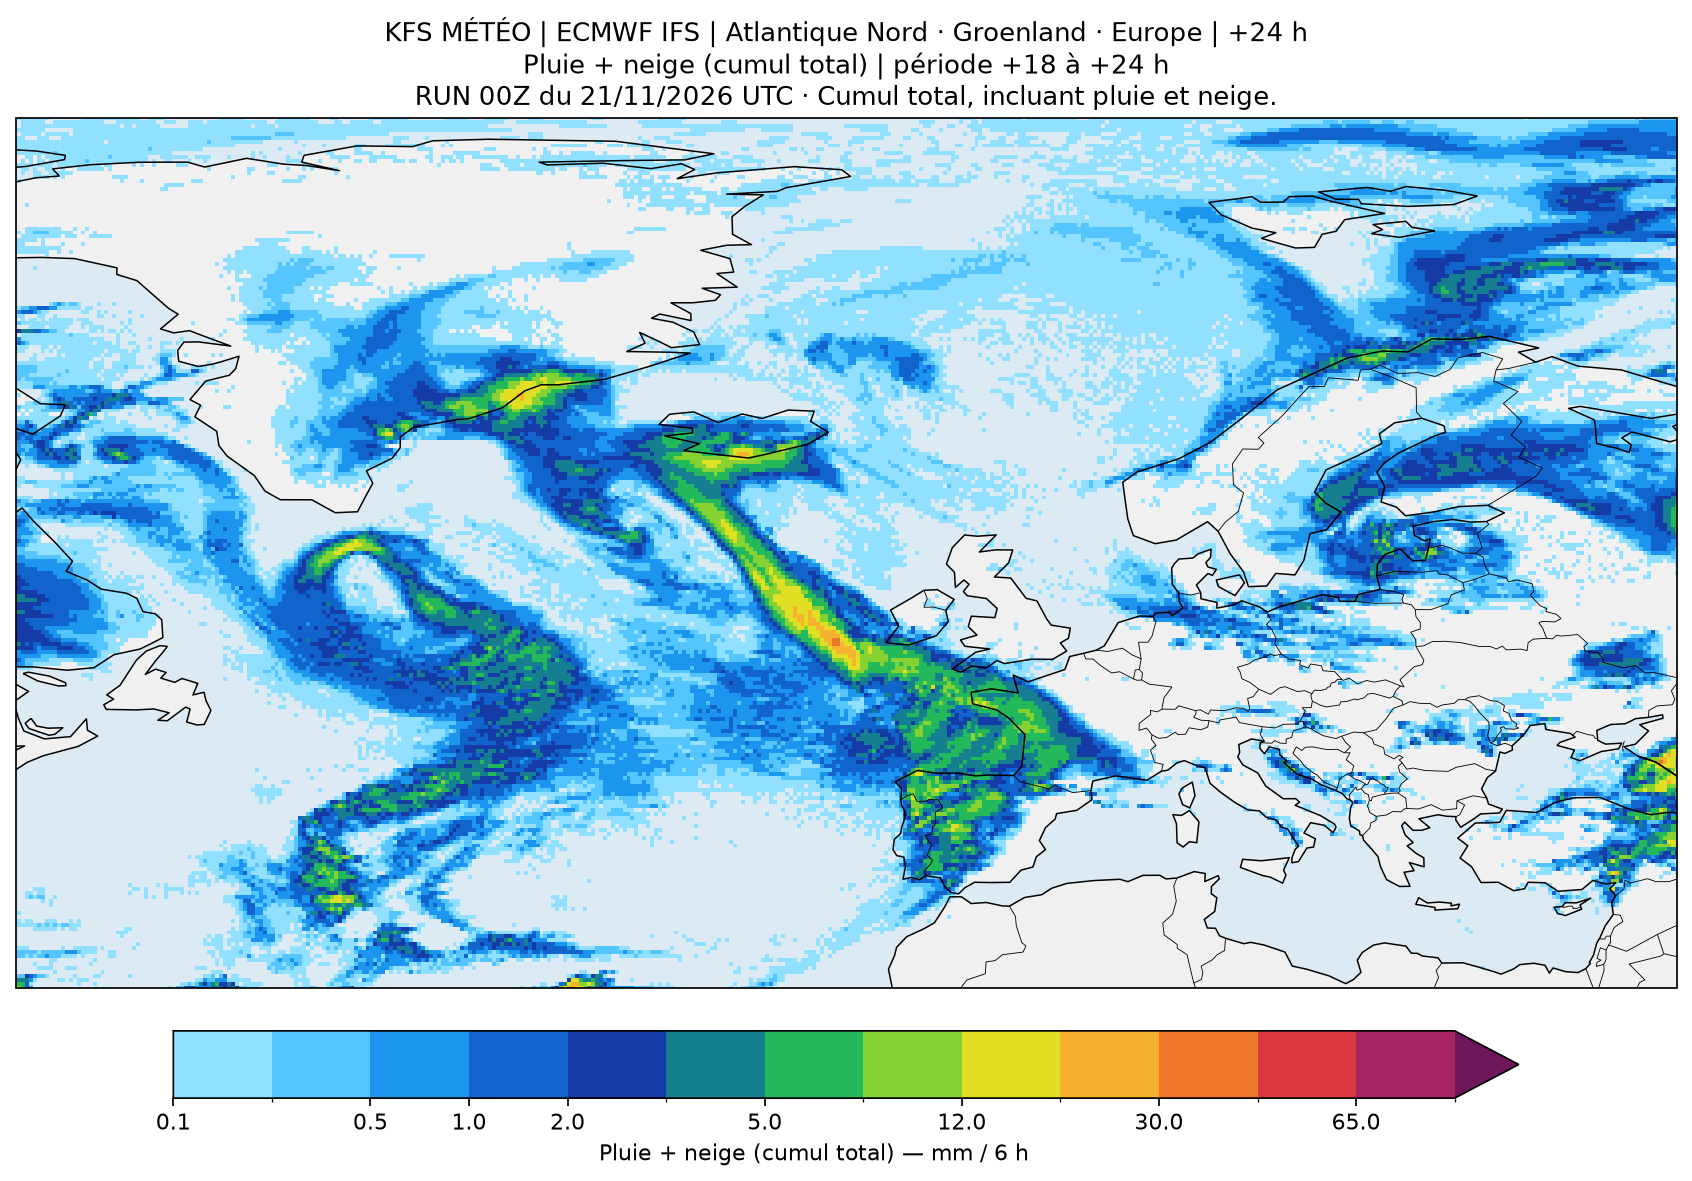 KFS MÉTÉO | ECMWF IFS | Atlantique Nord · Groenland · Europe | +24 h
Pluie + neige (cumul total) | période +18 à +24 h
RUN 00Z du 21/11/2026 UTC · Cumul total, incluant pluie et neige.
0.1 0.5 1.0 2.0 5.0 12.0 30.0 65.0
Pluie + neige (cumul total) — mm / 6 h